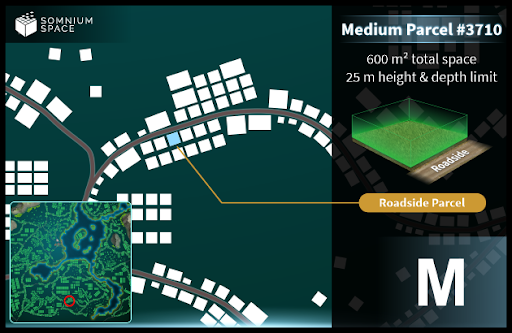 SOMNIUM
SPACE
Medium Parcel #3710
600 m² total space
25 m height & depth limit
Roadside
Roadside Parcel
M